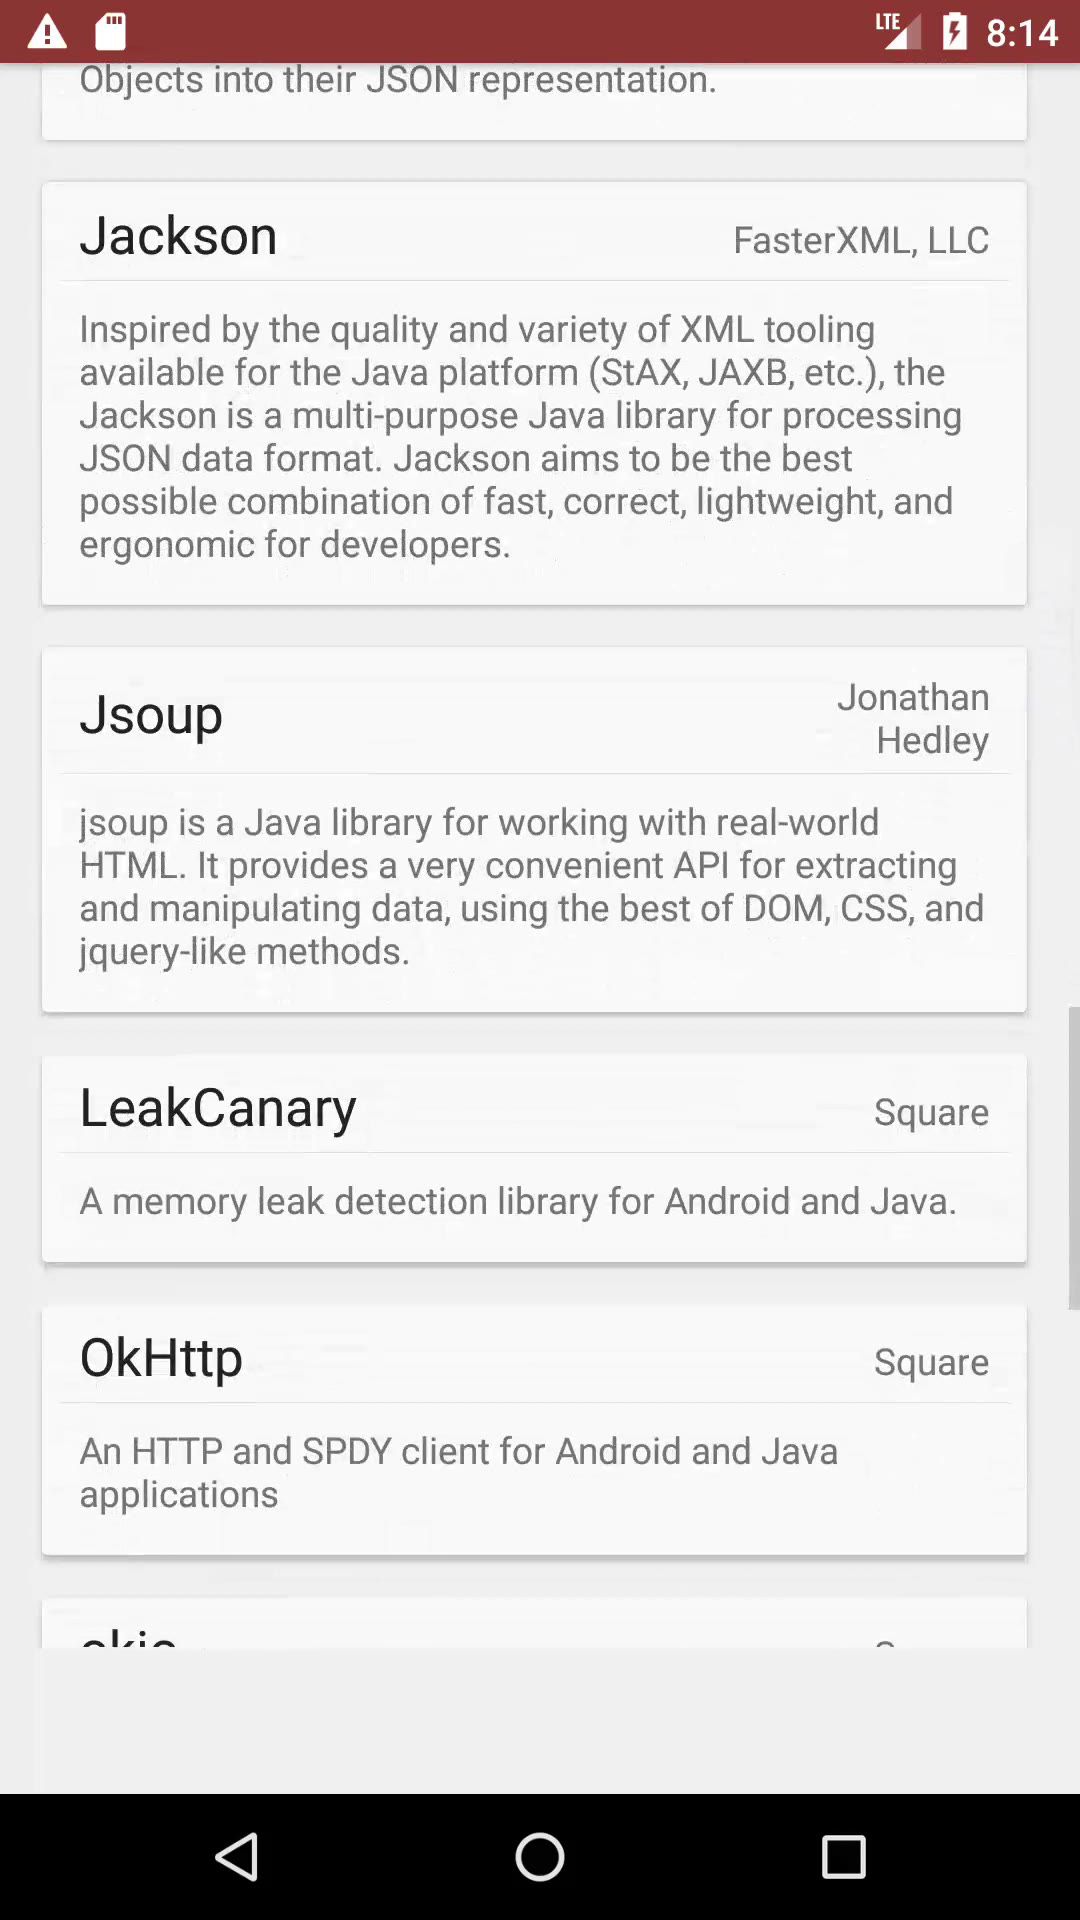 LTE 8:14
Objects into their JSON representation.
Jackson FasterXML, LLC
Inspired by the quality and variety of XML tooling
available for the Java platform (StAX, JAXB, etc.), the
Jackson is a multi-purpose Java library for processing
JSON data format. Jackson aims to be the best
possible combination of fast, correct, lightweight, and
ergonomic for developers.
Jsoup Jonathan
Hedley
jsoup is a Java library for working with real-world
HTML. It provides a very convenient API for extracting
and manipulating data, using the best of DOM, CSS, and
jquery-like methods.
LeakCanary Square
A memory leak detection library for Android and Java.
OkHttp Square
An HTTP and SPDY client for Android and Java
applications